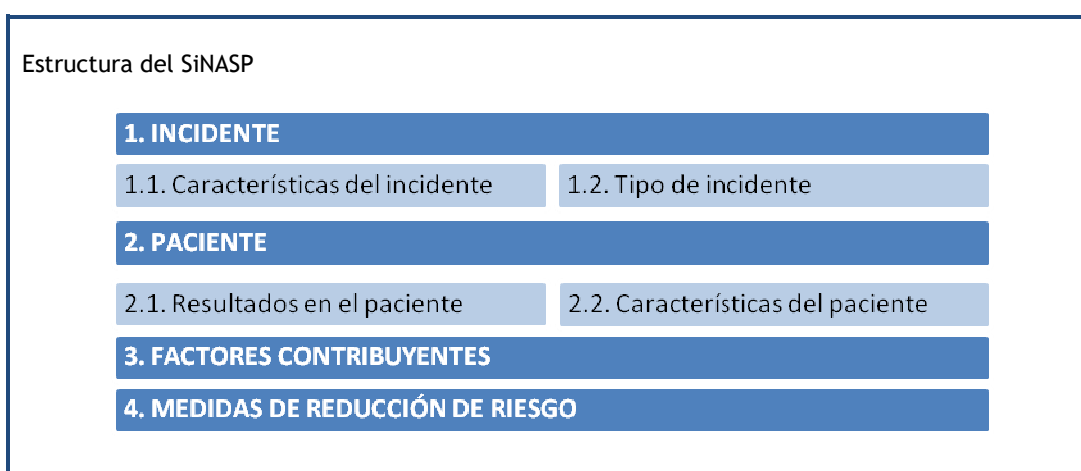 Estructura del SiNASP
1. INCIDENTE
1.1. Características del incidente
1.2. Tipo de incidente
2. PACIENTE
2.1. Resultados en el paciente
2.2. Características del paciente
3. FACTORES CONTRIBUYENTES
4. MEDIDAS DE REDUCCIÓN DE RIESGO